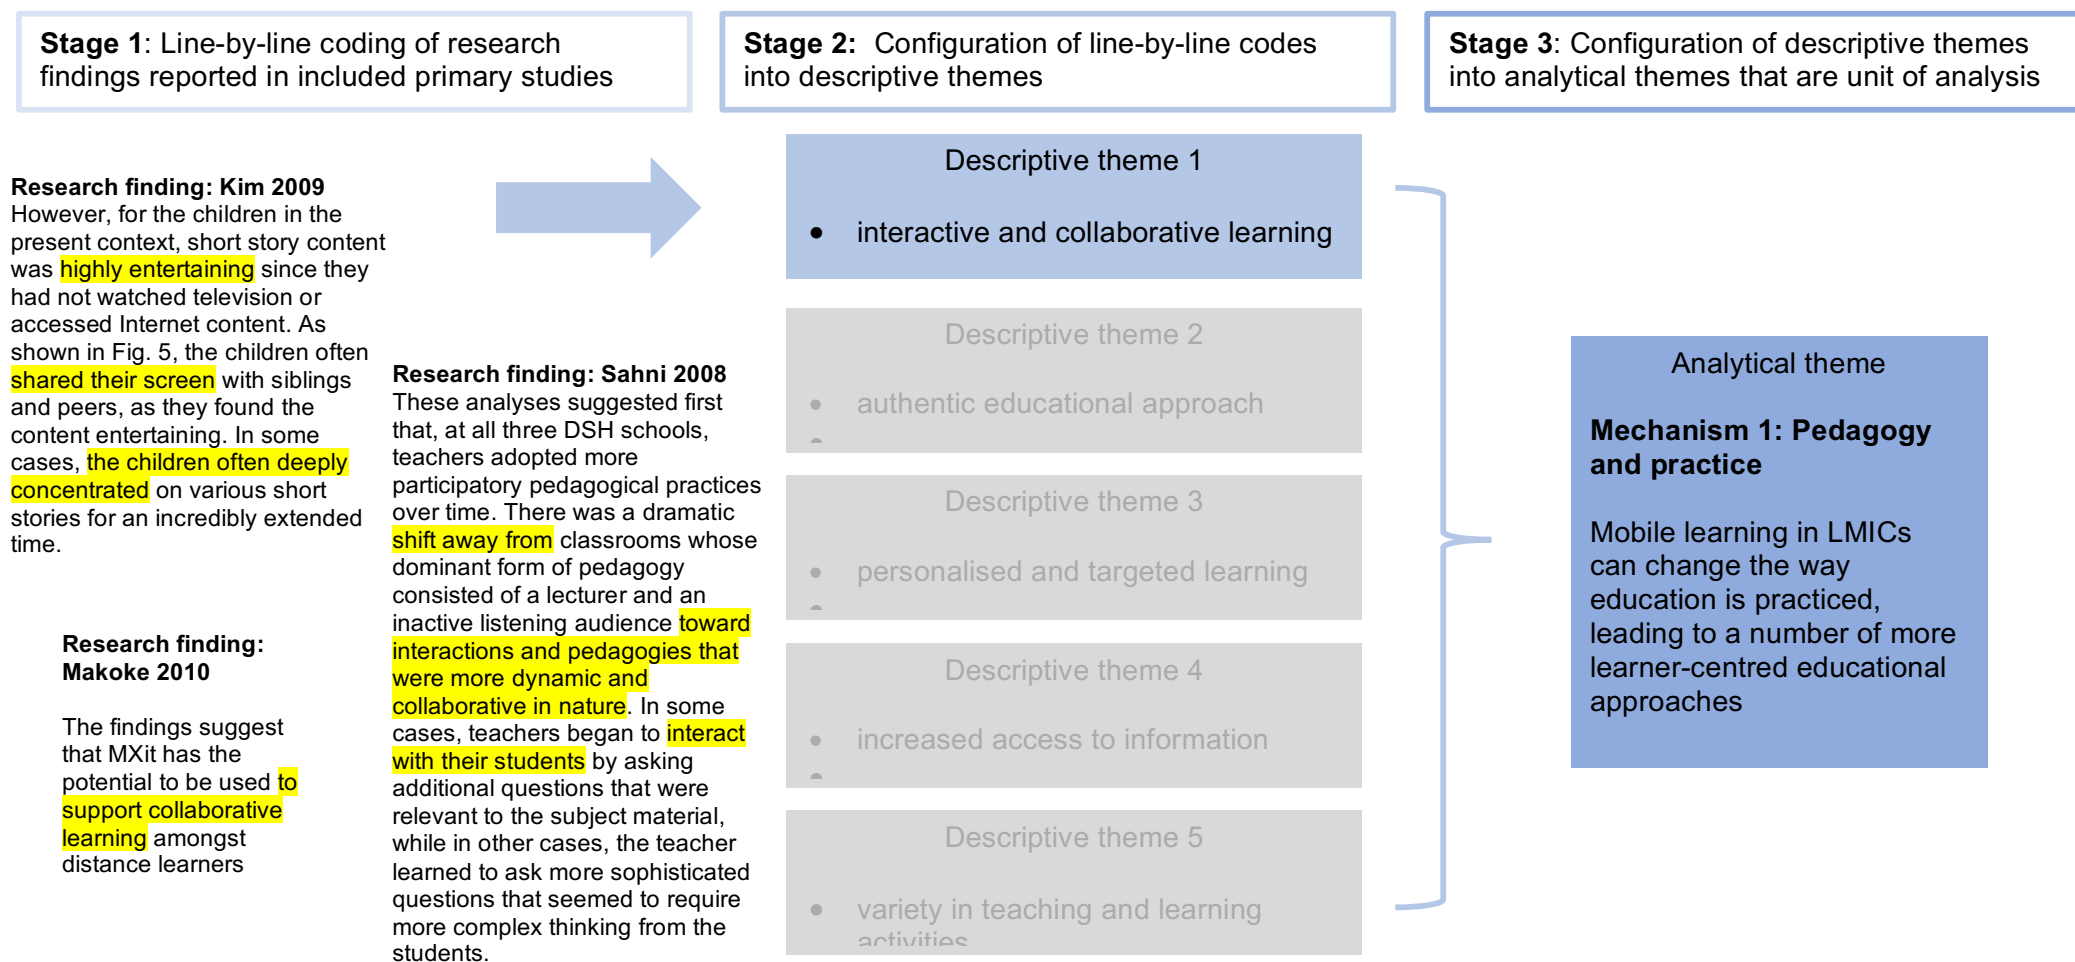 Stage 1: Line-by-line coding of research
findings reported in included primary studies
Stage 2:  Configuration of line-by-line codes
into descriptive themes
Stage 3: Configuration of descriptive themes
into analytical themes that are unit of analysis
Research finding: Kim 2009
However, for the children in the
present context, short story content
was highly entertaining since they
had not watched television or
accessed Internet content. As
shown in Fig. 5, the children often
shared their screen with siblings
and peers, as they found the
content entertaining. In some
cases, the children often deeply
concentrated on various short
stories for an incredibly extended
time.
Research finding:
Makoke 2010
The findings suggest
that MXit has the
potential to be used to
support collaborative
learning amongst
distance learners
Research finding: Sahni 2008
These analyses suggested first
that, at all three DSH schools,
teachers adopted more
participatory pedagogical practices
over time. There was a dramatic
shift away from classrooms whose
dominant form of pedagogy
consisted of a lecturer and an
inactive listening audience toward
interactions and pedagogies that
were more dynamic and
collaborative in nature. In some
cases, teachers began to interact
with their students by asking
additional questions that were
relevant to the subject material,
while in other cases, the teacher
learned to ask more sophisticated
questions that seemed to require
more complex thinking from the
students.
Descriptive theme 1
• interactive and collaborative learning
Descriptive theme 2
• authentic educational approach
•
Descriptive theme 3
• personalised and targeted learning
•
Descriptive theme 4
• increased access to information
•
Descriptive theme 5
• variety in teaching and learning
activities
Analytical theme
Mechanism 1: Pedagogy
and practice
Mobile learning in LMICs
can change the way
education is practiced,
leading to a number of more
learner-centred educational
approaches